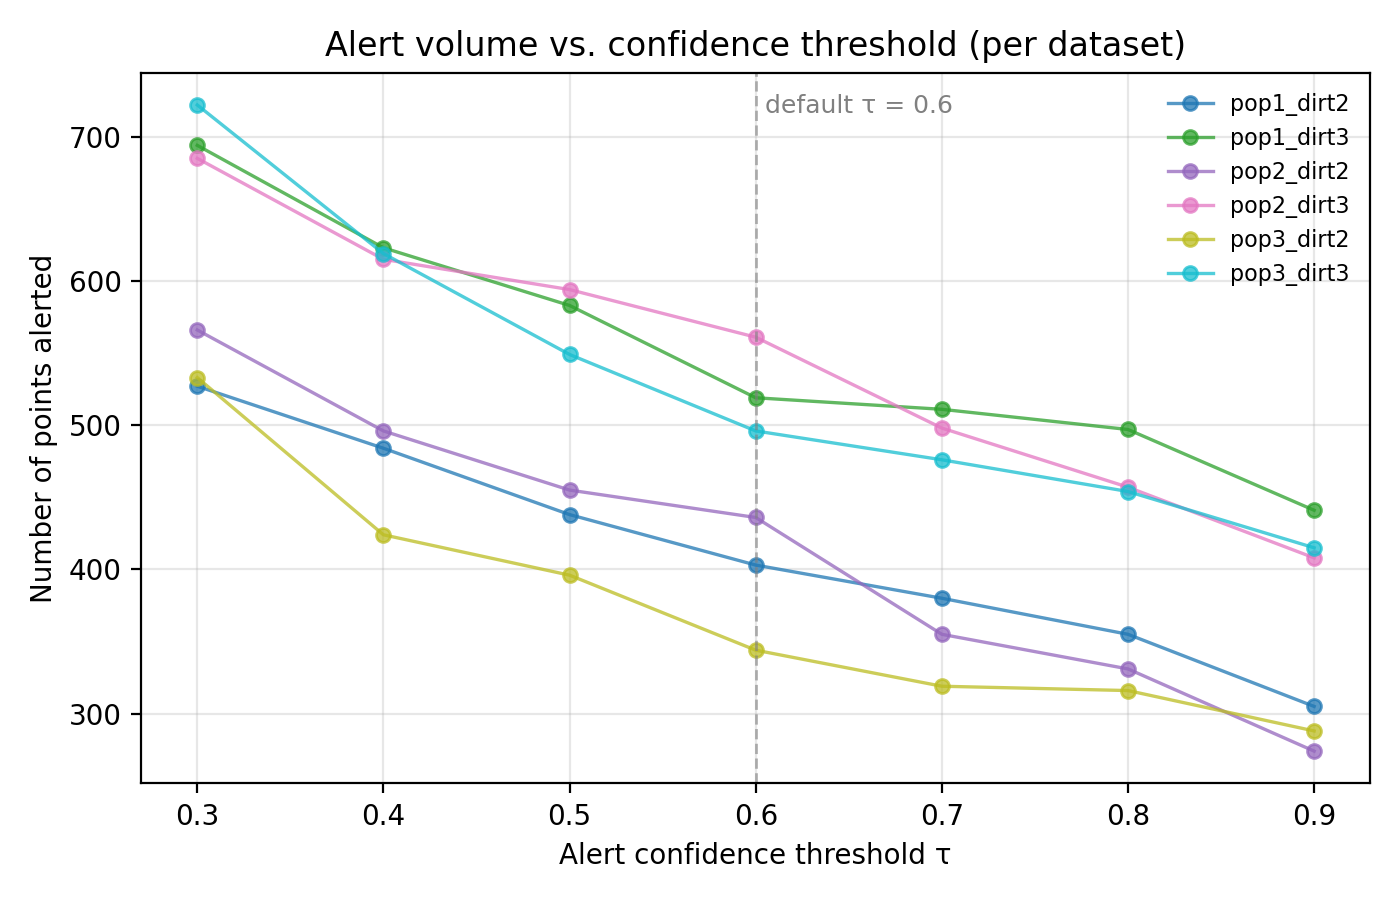 Alert volume vs. confidence threshold (per dataset)
default τ = 0.6
pop1_dirt2
pop1_dirt3
pop2_dirt2
pop2_dirt3
pop3_dirt2
pop3_dirt3
Number of points alerted
700
600
500
400
300
0.3 0.4 0.5 0.6 0.7 0.8 0.9
Alert confidence threshold τ